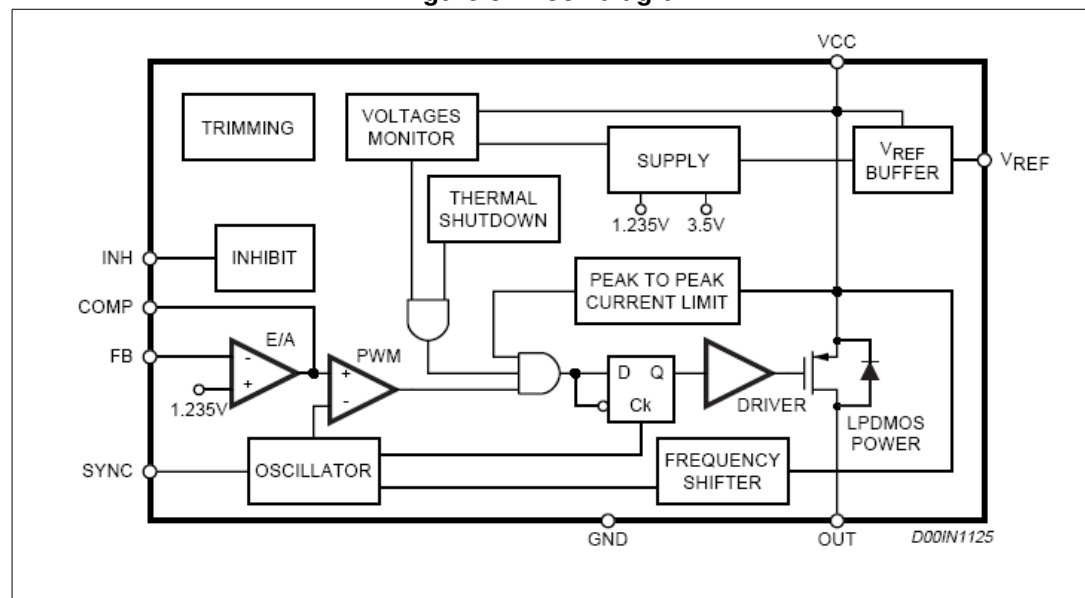 VCC
TRIMMING
VOLTAGES
MONITOR
SUPPLY
VREF
BUFFER
VREF
THERMAL
SHUTDOWN
1.235V
3.5V
INH
INHIBIT
PEAK TO PEAK
CURRENT LIMIT
COMP
E/A
FB
-
+
1.235V
PWM
+
-
D
Q
Ck
DRIVER
LPDMOS
POWER
SYNC
OSCILLATOR
FREQUENCY
SHIFTER
GND
OUT
D00IN1125